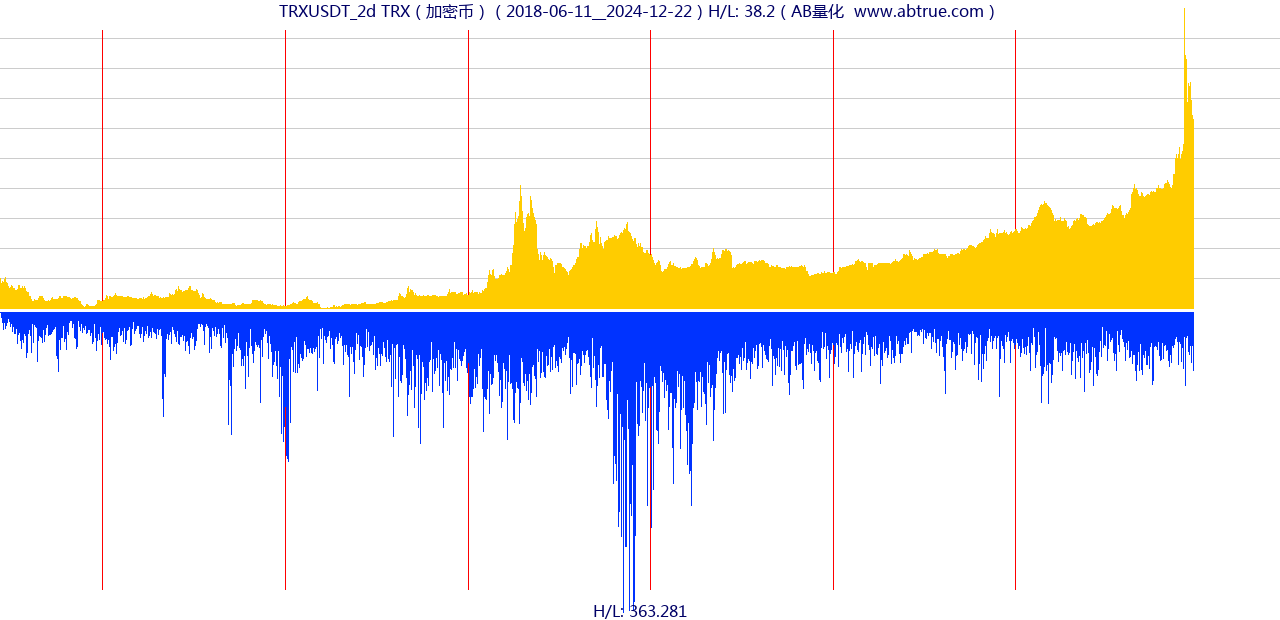 TRXUSDT_2d TRX（加密币）（2018-06-11__2024-12-22）H/L: 38.2（AB量化 www.abtrue.com）
H/L: 363.281